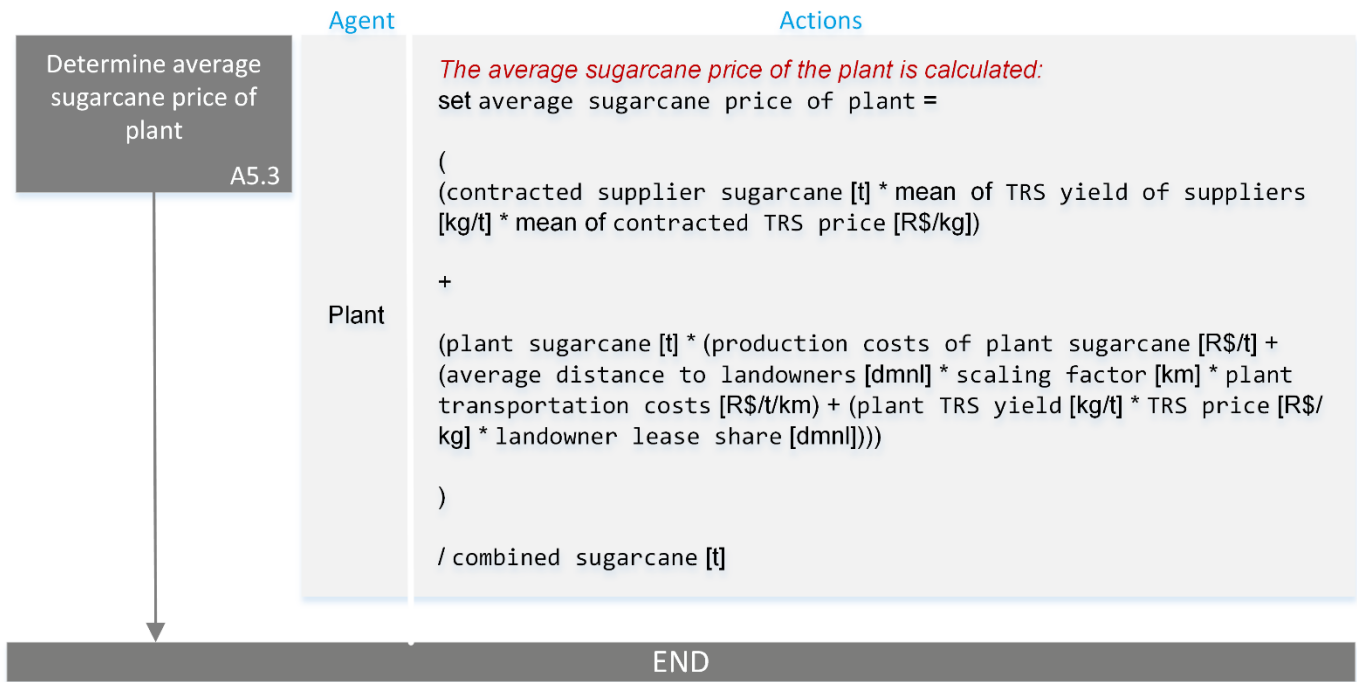 Agent
Actions
Determine average
sugarcane price of
plant
A5.3
Plant
The average sugarcane price of the plant is calculated:
set average sugarcane price of plant =
(
(contracted supplier sugarcane [t] * mean of TRS yield of suppliers
[kg/t] * mean of contracted TRS price [R$/kg])
+
(plant sugarcane [t] * (production costs of plant sugarcane [R$/t] +
(average distance to landowners [dmnl] * scaling factor [km] * plant
transportation costs [R$/t/km) + (plant TRS yield [kg/t] * TRS price [R$/
kg] * landowner lease share [dmnl])))
)
/ combined sugarcane [t]
END